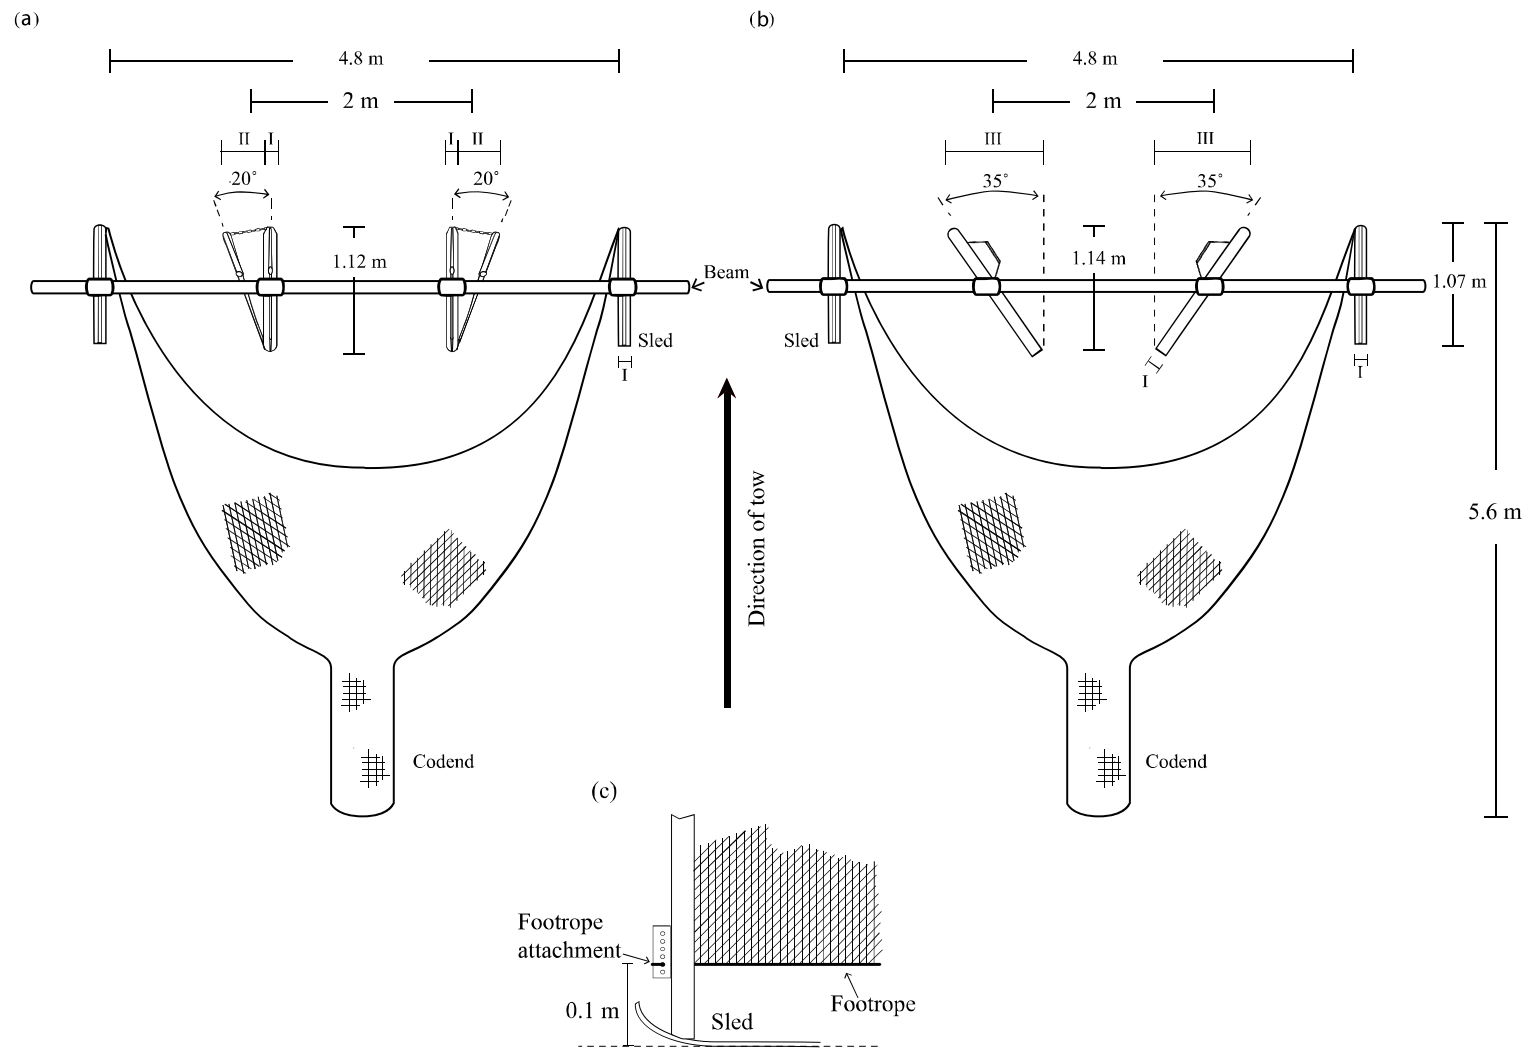 (a)
(b)
4.8 m
4.8 m
2 m
2 m
II
I
I
II
III
III
20°
20°
35°
35°
1.12 m
1.14 m
Beam
1.07 m
Sled
Sled
I
I
I
Direction of tow
5.6 m
Codend
Codend
(c)
Footrope
attachment
0.1 m
Footrope
Sled